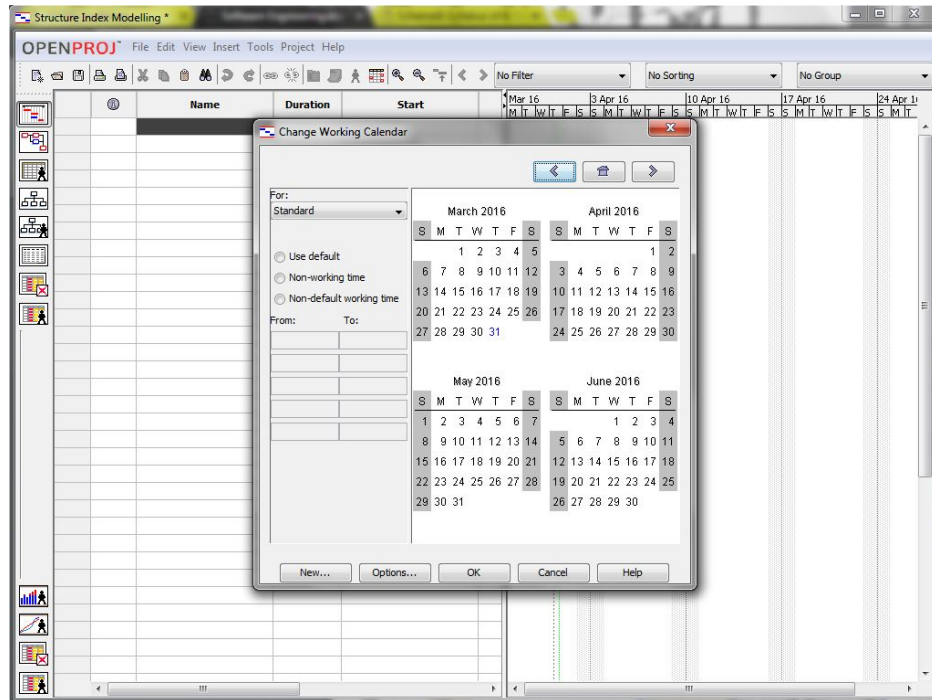 Structure Index Modelling *
OPENPROJ File Edit View Insert Tools Project Help
No Filter No Sorting No Group
Name Duration Start
Mar 16 3 Apr 16 10 Apr 16 17 Apr 16 24 Apr 1
M T W T F S S M T W T F S S M T W T F S S M T W T F S S M T
Change Working Calendar
For:
Standard
Use default
Non-working time
Non-default working time
From: To:
March 2016 April 2016
S M T W T F S S M T W T F S
1 2 3 4 5 1 2
6 7 8 9 10 11 12 3 4 5 6 7 8 9
13 14 15 16 17 18 19 10 11 12 13 14 15 16
20 21 22 23 24 25 26 17 18 19 20 21 22 23
27 28 29 30 31 24 25 26 27 28 29 30
May 2016 June 2016
S M T W T F S S M T W T F S
1 2 3 4 5 6 7 1 2 3 4
8 9 10 11 12 13 14 5 6 7 8 9 10 11
15 16 17 18 19 20 21 12 13 14 15 16 17 18
22 23 24 25 26 27 28 19 20 21 22 23 24 25
29 30 31 26 27 28 29 30
New... Options... OK Cancel Help